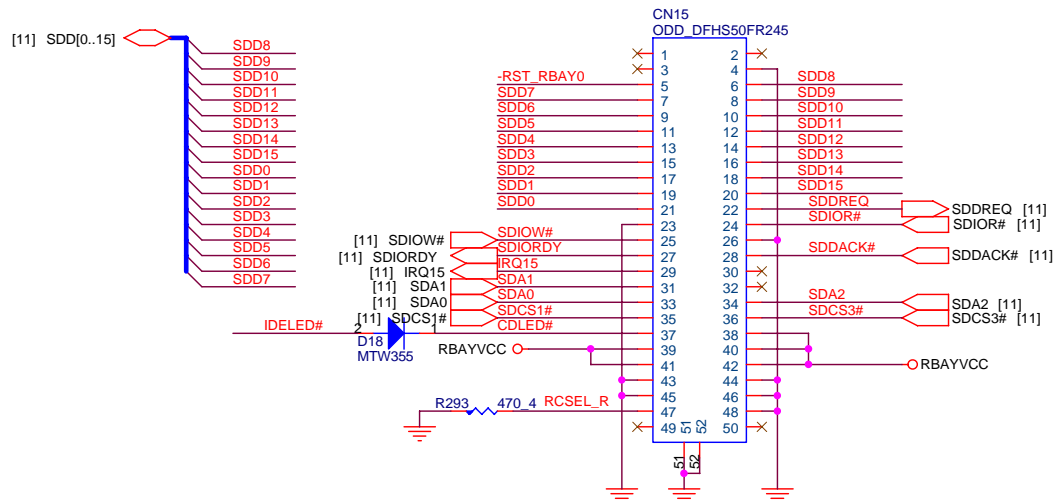 CN15
ODD_DFHS50FR245
[11] SDD[0..15]
SDD8
SDD9
SDD10
SDD11
SDD12
SDD13
SDD14
SDD15
SDD0
SDD1
SDD2
SDD3
SDD4
SDD5
SDD6
SDD7
1 2
3 4
-RST_RBAY0 5 6 SDD8
SDD7 7 8 SDD9
SDD6 9 10 SDD10
SDD5 11 12 SDD11
SDD4 13 14 SDD12
SDD3 15 16 SDD13
SDD2 17 18 SDD14
SDD1 19 20 SDD15
SDD0 21 22 SDDREQ SDDREQ [11]
23 24 SDIOR# SDIOR# [11]
[11] SDIOW# SDIOW# 25 26
[11] SDIORDY SDIORDY 27 28 SDDACK# SDDACK# [11]
[11] IRQ15 IRQ15 29 30
[11] SDA1 SDA1 31 32
[11] SDA0 SDA0 33 34 SDA2 SDA2 [11]
[11] SDCS1# SDCS1# 35 36 SDCS3# SDCS3# [11]
IDELED# 2 1 CDLED# 37 38
D18
MTW355
RBAYVCC 39 40
41 42 RBAYVCC
43 44
45 46
R293 470_4 RCSEL_R 47 48
49 51 52 50
51 52